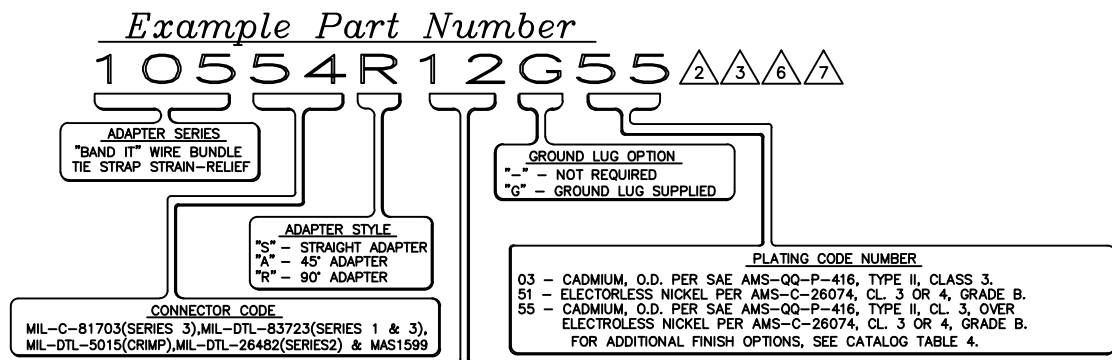 Example Part Number
10554R12G55 2 3 6 7
ADAPTER SERIES
"BAND IT" WIRE BUNDLE
TIE STRAP STRAIN-RELIEF
GROUND LUG OPTION
"-" - NOT REQUIRED
"G" - GROUND LUG SUPPLIED
ADAPTER STYLE
"S" - STRAIGHT ADAPTER
"A" - 45° ADAPTER
"R" - 90° ADAPTER
PLATING CODE NUMBER
03 - CADMIUM, O.D. PER SAE AMS-QQ-P-416, TYPE II, CLASS 3.
51 - ELECTORLESS NICKEL PER AMS-C-26074, CL. 3 OR 4, GRADE B.
55 - CADMIUM, O.D. PER SAE AMS-QQ-P-416, TYPE II, CL. 3, OVER
ELECTROLESS NICKEL PER AMS-C-26074, CL. 3 OR 4, GRADE B.
FOR ADDITIONAL FINISH OPTIONS, SEE CATALOG TABLE 4.
CONNECTOR CODE
MIL-C-81703(SERIES 3),MIL-DTL-83723(SERIES 1 & 3),
MIL-DTL-5015(CRIMP),MIL-DTL-26482(SERIES2) & MAS1599